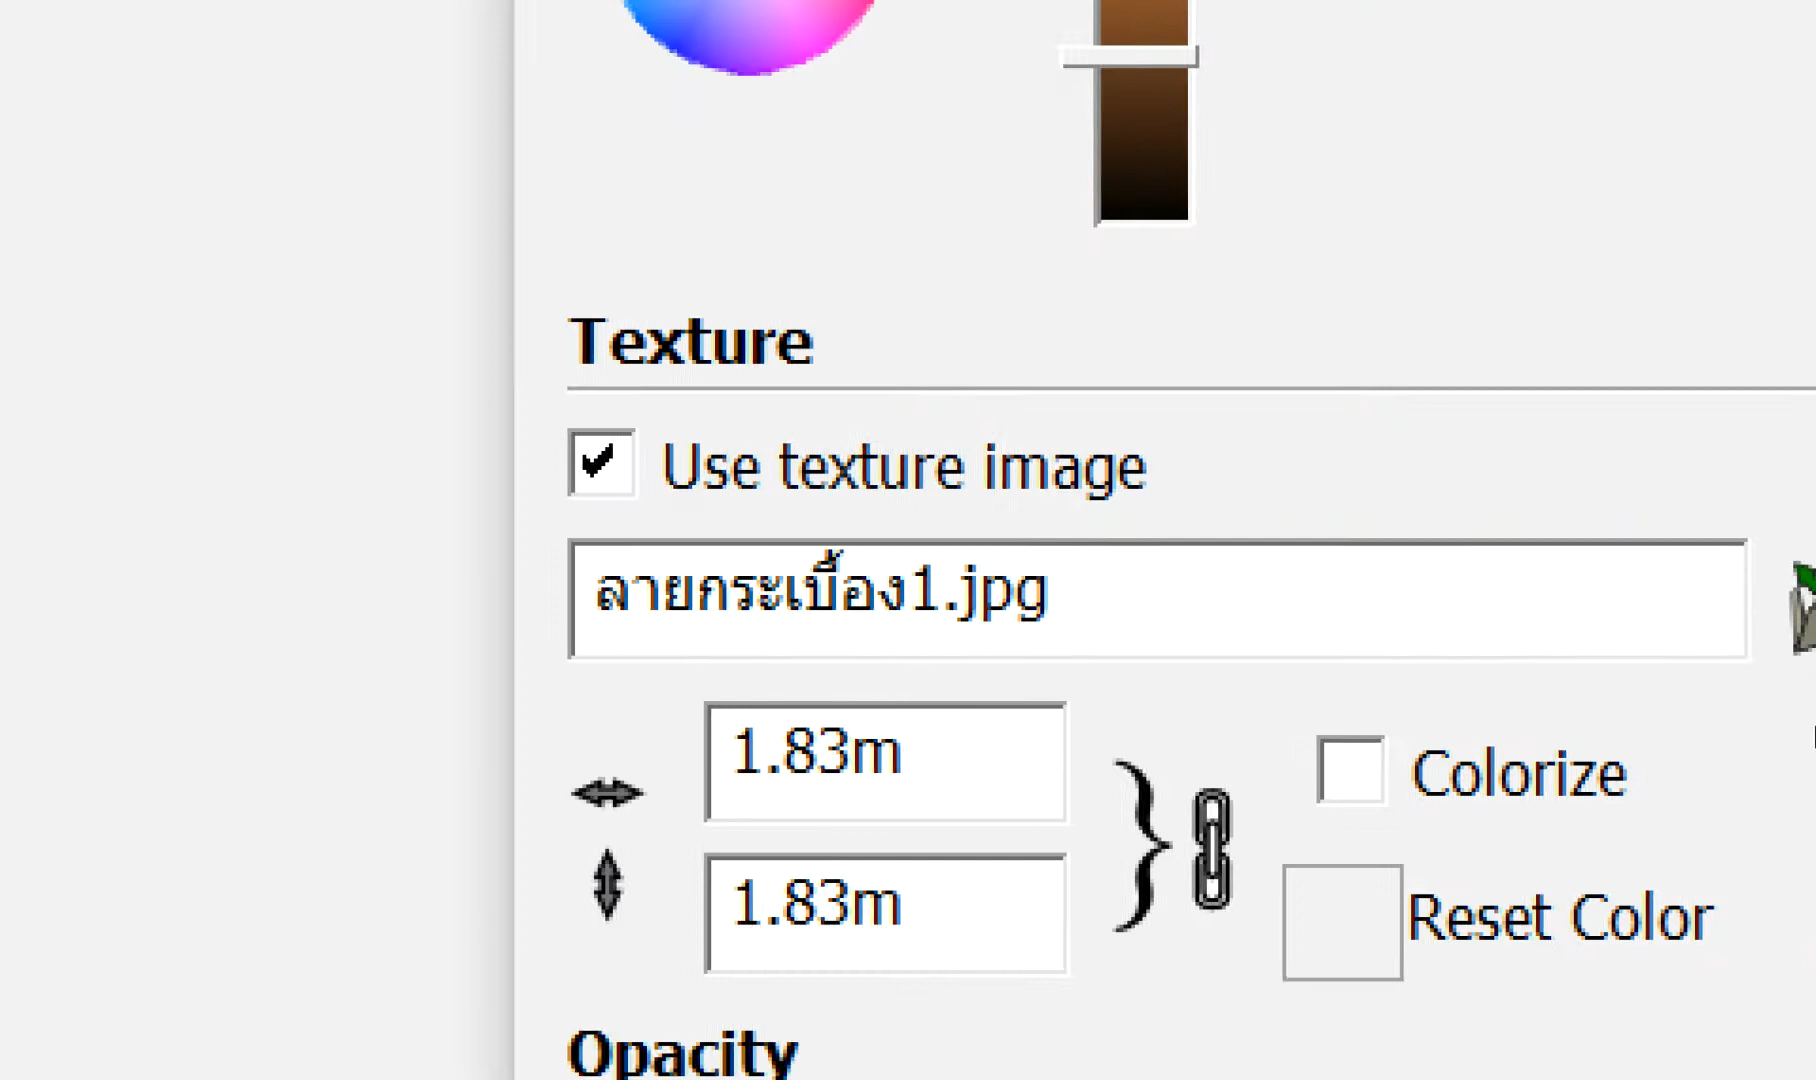 Texture
Use texture image
ลายกระเบื้อง1.jpg
1.83m
Colorize
1.83m
Reset Color
Opacity